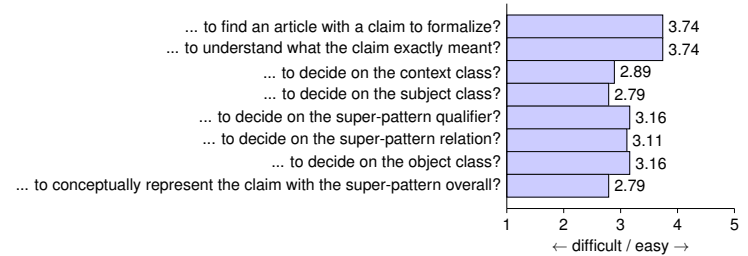 ... to find an article with a claim to formalize? 3.74
... to understand what the claim exactly meant? 3.74
... to decide on the context class? 2.89
... to decide on the subject class? 2.79
... to decide on the super-pattern qualifier? 3.16
... to decide on the super-pattern relation? 3.11
... to decide on the object class? 3.16
... to conceptually represent the claim with the super-pattern overall? 2.79
1 2 3 4 5
← difficult / easy →